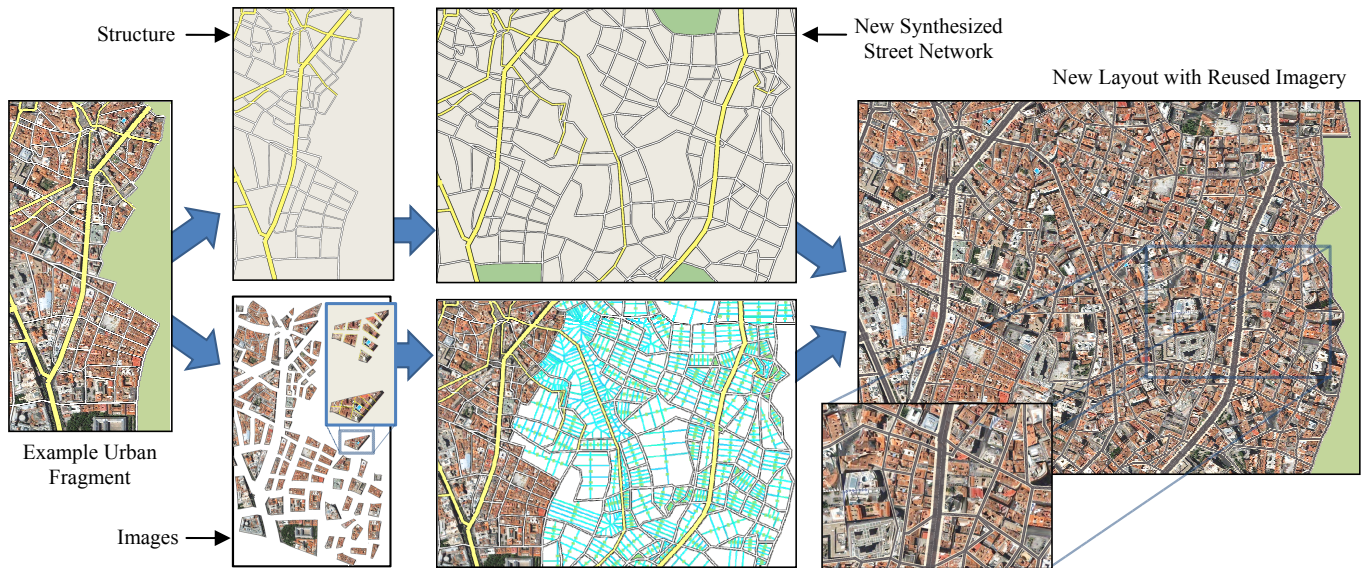 Structure
New Synthesized
Street Network
New Layout with Reused Imagery
Example Urban
Fragment
Images